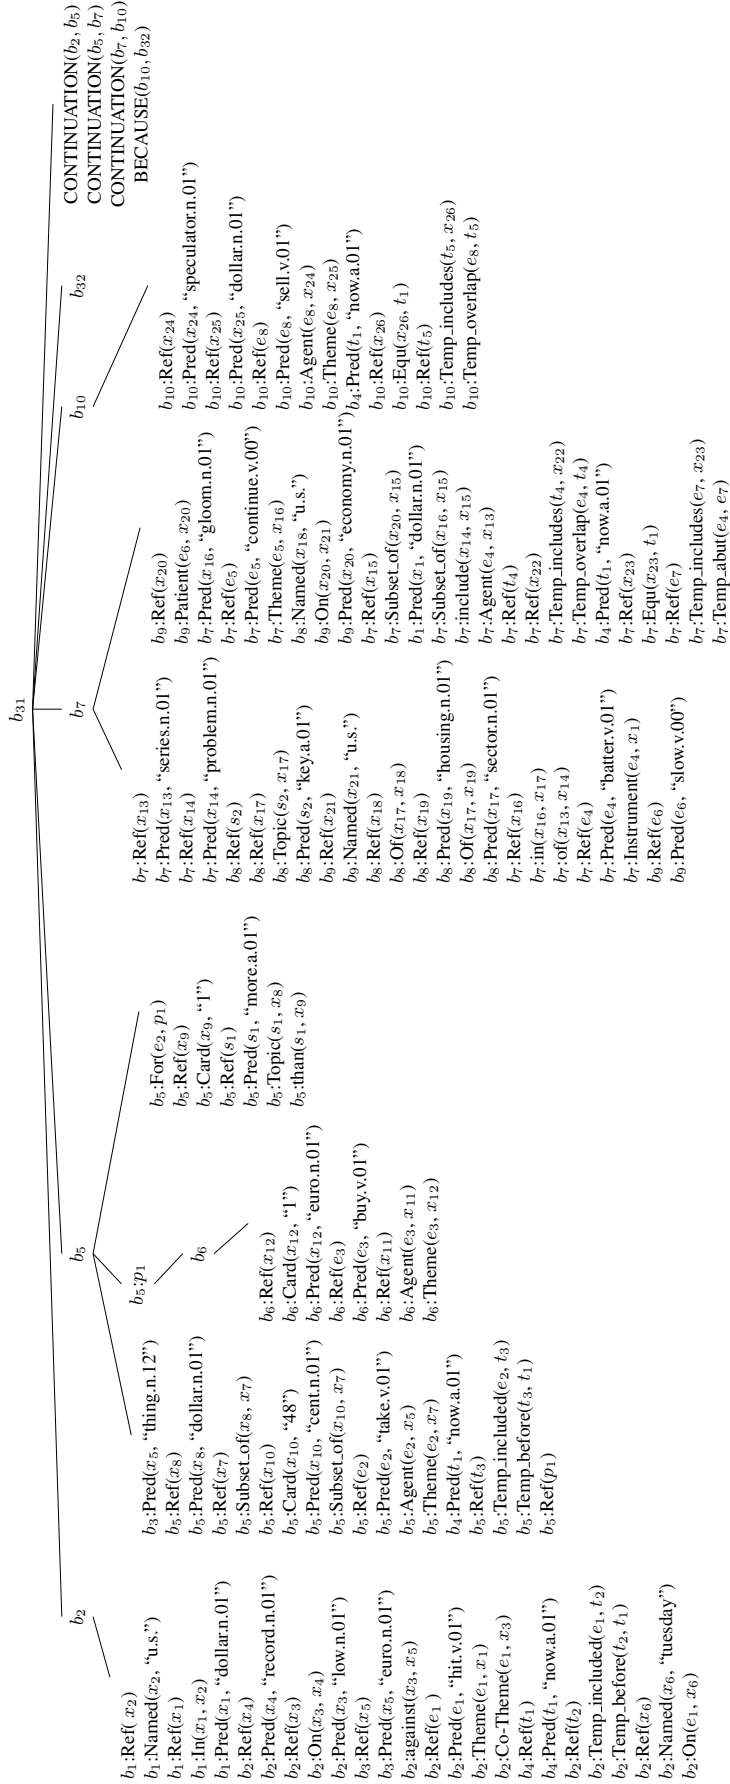 b31
b2
b5
b7
b10
b32
CONTINUATION(b2, b5)
CONTINUATION(b5, b7)
CONTINUATION(b7, b10)
BECAUSE(b10, b32)
b1:Ref( x2)
b1:Named(x2, “u.s.”)
b1:Ref(x1)
b1:In(x1, x2)
b1:Pred(x1, “dollar.n.01”)
b2:Ref(x4)
b2:Pred(x4, “record.n.01”)
b2:Ref(x3)
b2:On(x3, x4)
b2:Pred(x3, “low.n.01”)
b3:Ref(x5)
b3:Pred(x5, “euro.n.01”)
b2:against(x3, x5)
b2:Ref(e1 )
b2:Pred(e1, “hit.v.01”)
b2:Theme(e1, x1)
b2:Co-Theme(e1, x3)
b4:Ref(t1)
b4:Pred(t1, “now.a.01”)
b2:Ref(t2)
b2:Temp_included(e1, t2)
b2:Temp_before(t2, t1)
b2:Ref(x6)
b2:Named(x6, “tuesday”)
b2:On(e1, x6)
b3:Pred(x5, “thing.n.12”)
b5:Ref(x8)
b5:Pred(x8, “dollar.n.01”)
b5:Ref(x7)
b5:Subset_of(x8, x7)
b5:Ref(x10)
b5:Card(x10, “48”)
b5:Pred(x10, “cent.n.01”)
b5:Subset_of(x10, x7)
b5:Ref(e2)
b5:Pred(e2, “take.v.01”)
b5:Agent(e2, x5)
b5:Theme(e2, x7)
b4:Pred(t1, “now.a.01”)
b5:Ref(t3)
b5:Temp_included(e2, t3)
b5:Temp_before(t3, t1)
b5:Ref(p1)
b5:p1
b6
b6:Ref(x12)
b6:Card(x12, “1”)
b6:Pred(x12, “euro.n.01”)
b6:Ref(e3)
b6:Pred(e3, “buy.v.01”)
b6:Ref(x11)
b6:Agent(e3, x11)
b6:Theme(e3, x12)
b5:For(e2, p1)
b5:Ref(x9)
b5:Card(x9, “1”)
b5:Ref(s1)
b5:Pred(s1, “more.a.01”)
b5:Topic(s1, x8)
b5:than(s1, x9)
b7:Ref(x13)
b7:Pred(x13, “series.n.01”)
b7:Ref(x14)
b7:Pred(x14, “problem.n.01”)
b8:Ref(s2)
b8:Ref(x17)
b8:Topic(s2, x17)
b8:Pred(s2, “key.a.01”)
b9:Ref(x21)
b9:Named(x21, “u.s.”)
b8:Ref(x18)
b8:Of(x17, x18)
b8:Ref(x19)
b8:Pred(x19, “housing.n.01”)
b8:Of(x17, x19)
b8:Pred(x17, “sector.n.01”)
b7:Ref(x16)
b7:in(x16, x17)
b7:of(x13, x14)
b7:Ref(e4)
b7:Pred(e4, “batter.v.01”)
b7:Instrument(e4, x1)
b9:Ref(e6)
b9:Pred(e6, “slow.v.00”)
b9:Ref(x20)
b9:Patient(e6, x20)
b7:Pred(x16, “gloom.n.01”)
b7:Ref(e5)
b7:Pred(e5, “continue.v.00”)
b7:Theme(e5, x16)
b8:Named(x18, “u.s.”)
b9:On(x20, x21)
b9:Pred(x20, “economy.n.01”)
b7:Ref(x15)
b7:Subset_of(x20, x15)
b1:Pred(x1, “dollar.n.01”)
b7:Subset_of(x16, x15)
b7:include(x14, x15)
b7:Agent(e4, x13)
b7:Ref(t4)
b7:Ref(x22)
b7:Temp_includes(t4, x22)
b7:Temp_overlap(e4, t4)
b4:Pred(t1, “now.a.01”)
b7:Ref(x23)
b7:Equ(x23, t1)
b7:Ref(e7)
b7:Temp_includes(e7, x23)
b7:Temp_abut(e4, e7)
b10:Ref(x24)
b10:Pred(x24, “speculator.n.01”)
b10:Ref(x25)
b10:Pred(x25, “dollar.n.01”)
b10:Ref(e8)
b10:Pred(e8, “sell.v.01”)
b10:Agent(e8, x24)
b10:Theme(e8, x25)
b4:Pred(t1, “now.a.01”)
b10:Ref(x26)
b10:Equ(x26, t1)
b10:Ref(t5)
b10:Temp_includes(t5, x26)
b10:Temp_overlap(e8, t5)